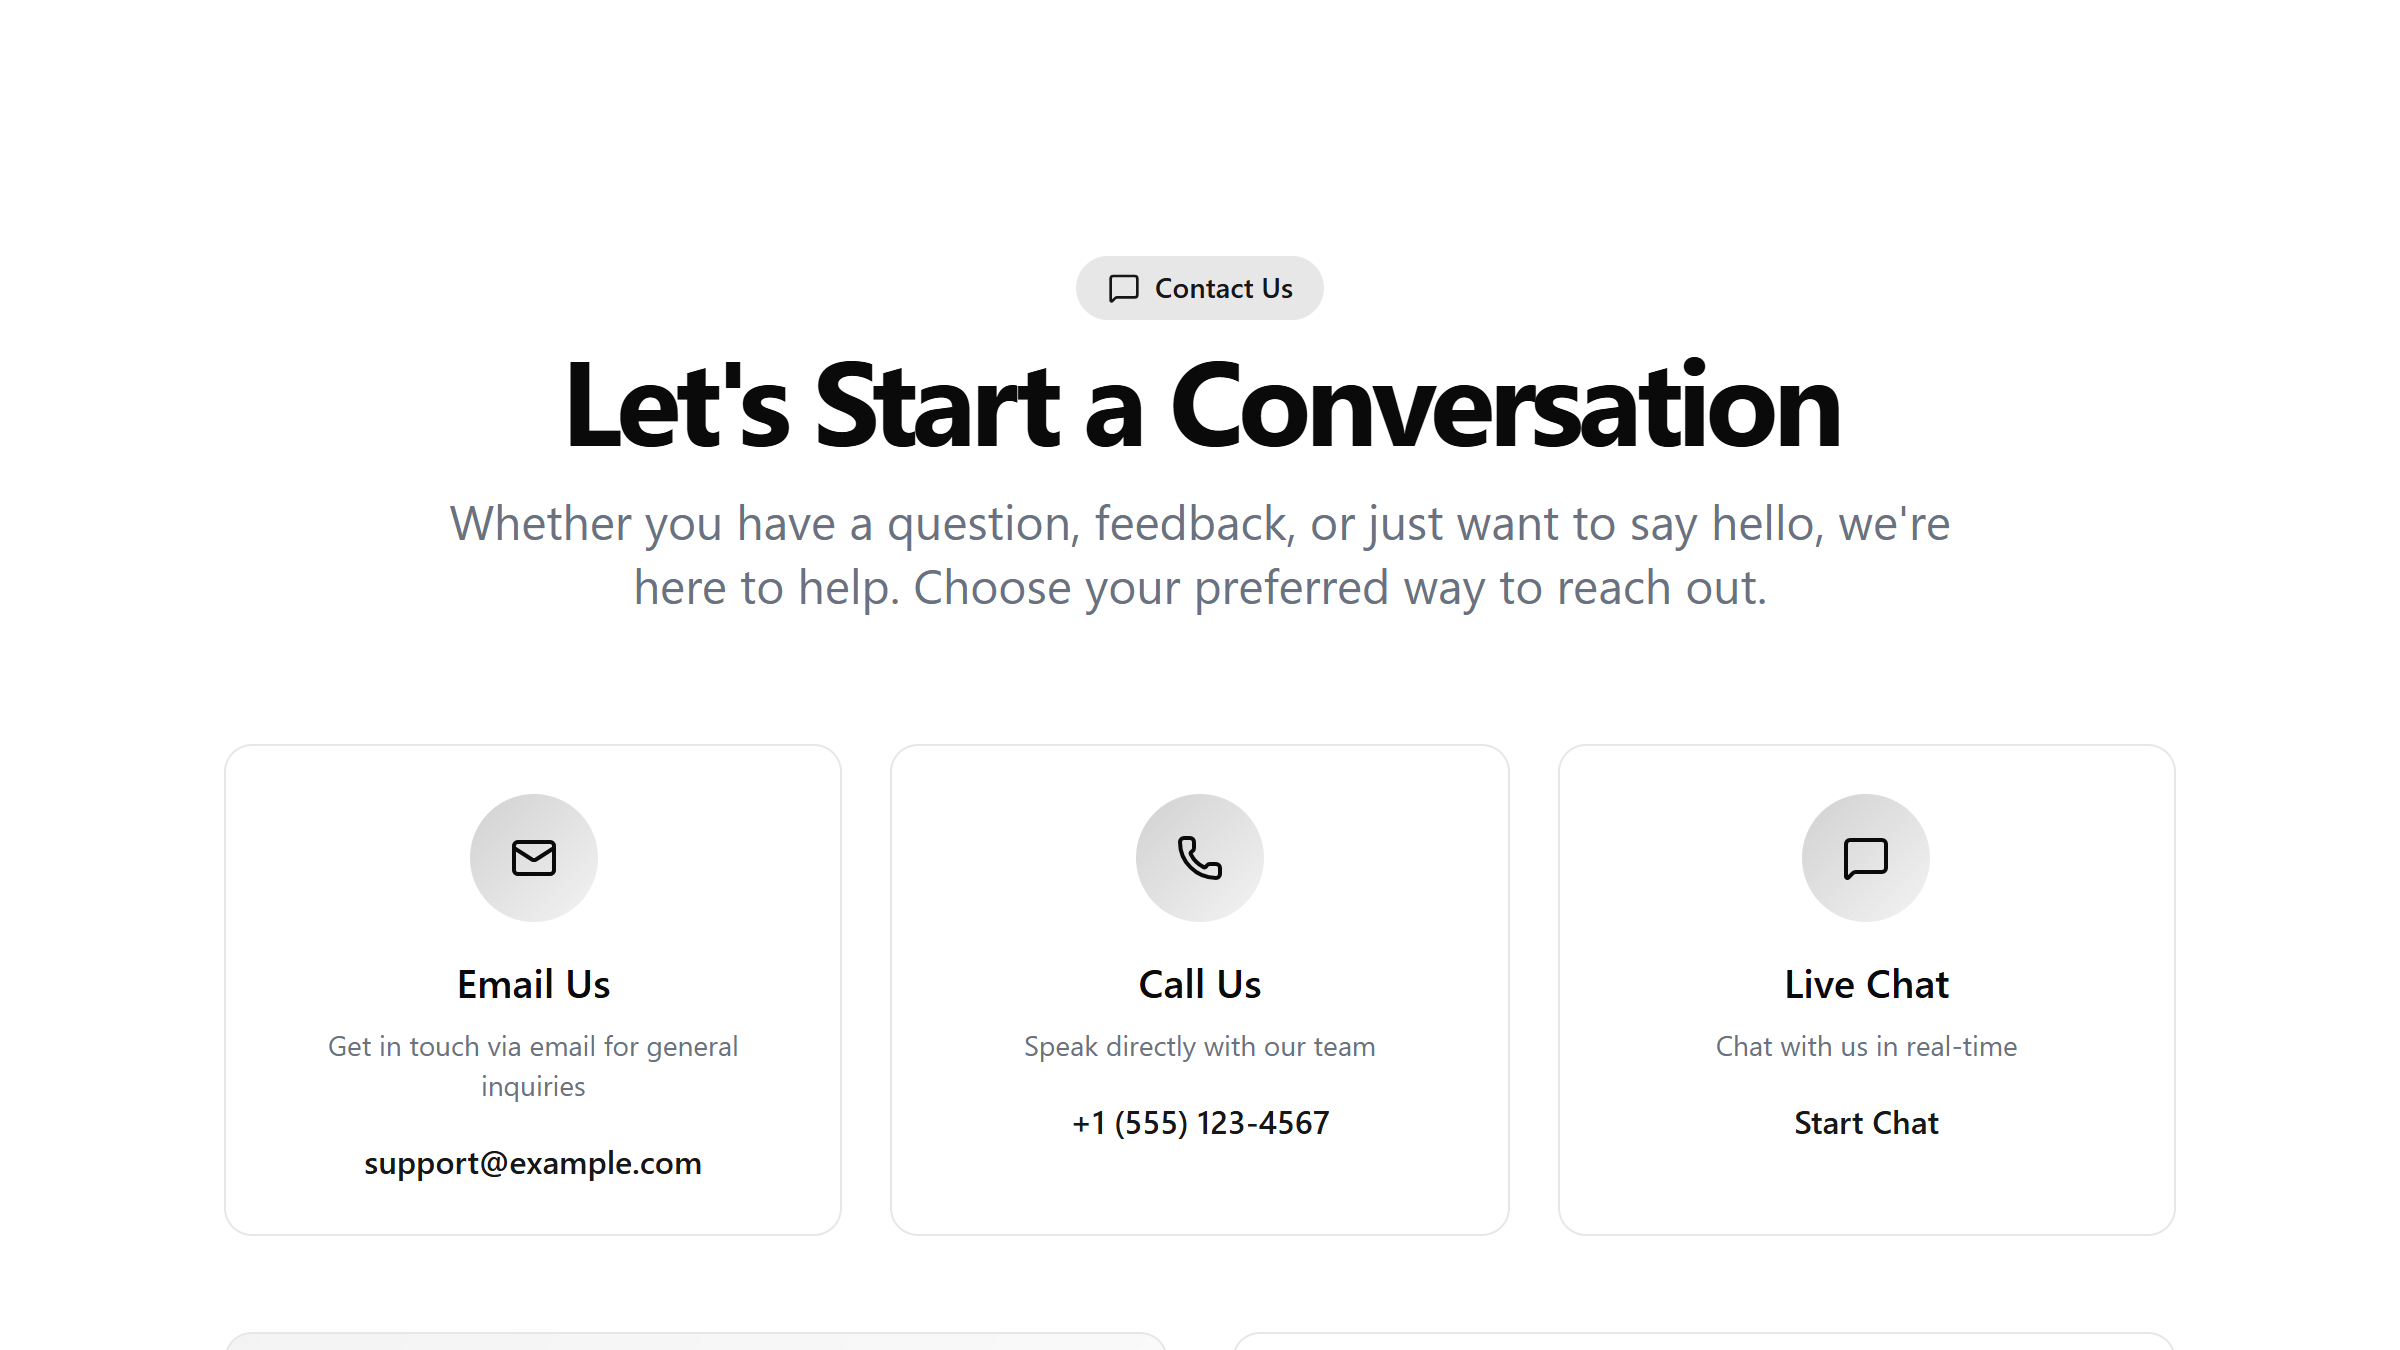 Contact Us
Let's Start a Conversation
Whether you have a question, feedback, or just want to say hello, we're
here to help. Choose your preferred way to reach out.
Email Us
Get in touch via email for general
inquiries
support@example.com
Call Us
Speak directly with our team
+1 (555) 123-4567
Live Chat
Chat with us in real-time
Start Chat